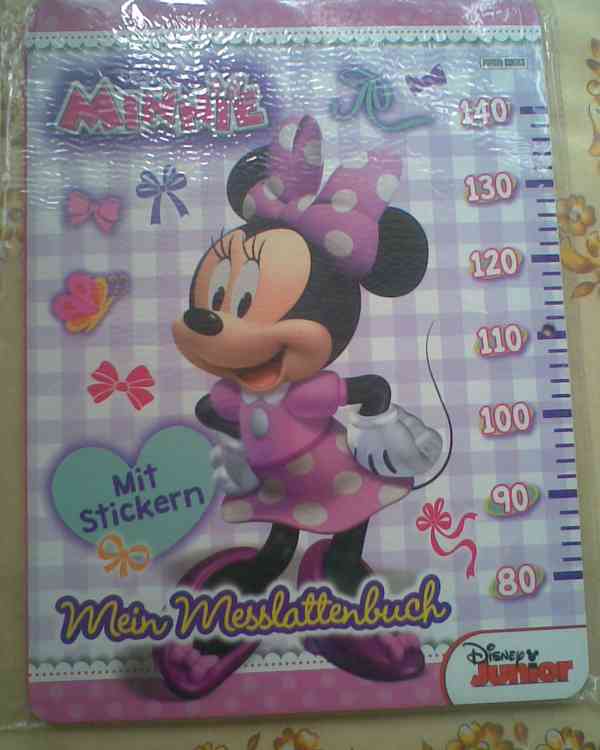 MINNIE
140
130
120
110
100
90
80
Mit
Stickern
Mein Messlattenbuch
Disney
Junior